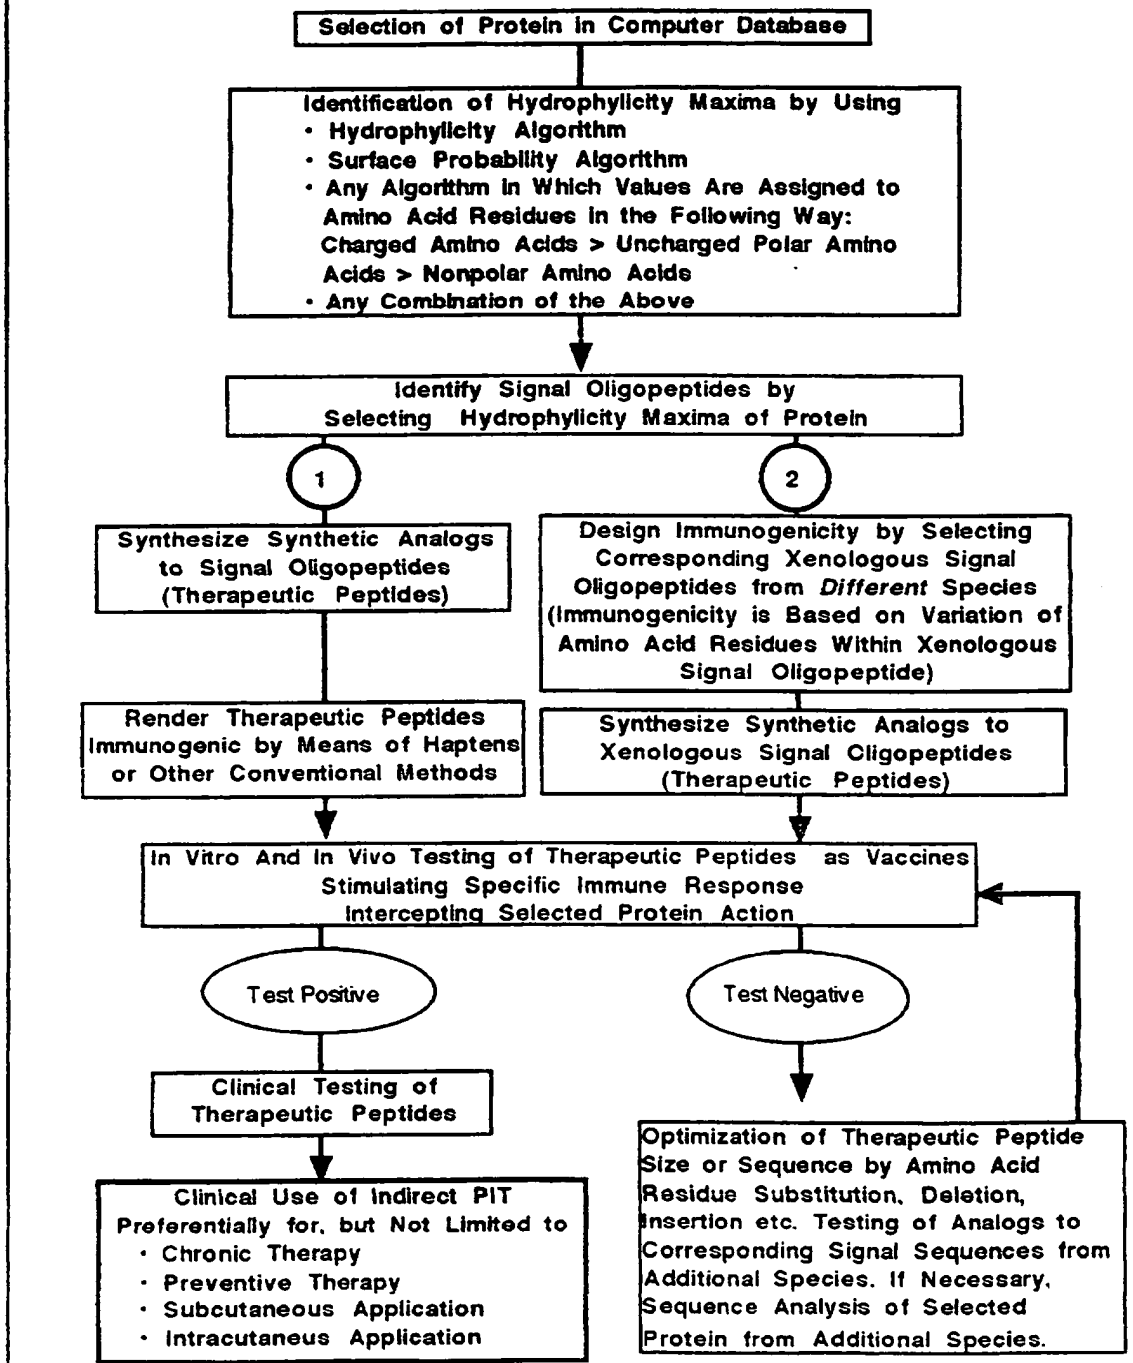 Selection of Protein in Computer Database
Identification of Hydrophylicity Maxima by Using
• Hydrophylicity Algorithm
• Surface Probability Algorithm
• Any Algorithm in Which Values Are Assigned to
Amino Acid Residues in the Following Way:
Charged Amino Acids > Uncharged Polar Amino
Acids > Nonpolar Amino Acids
• Any Combination of the Above
Identify Signal Oligopeptides by
Selecting Hydrophylicity Maxima of Protein
1
Synthesize Synthetic Analogs
to Signal Oligopeptides
(Therapeutic Peptides)
Render Therapeutic Peptides
Immunogenic by Means of Haptens
or Other Conventional Methods
2
Design Immunogenicity by Selecting
Corresponding Xenologous Signal
Oligopeptides from Different Species
(Immunogenicity is Based on Variation of
Amino Acid Residues Within Xenologous
Signal Oligopeptide)
Synthesize Synthetic Analogs to
Xenologous Signal Cligopeptides
(Therapeutic Peptides)
In Vitro And In Vivo Testing of Therapeutic Peptides as Vaccines
Stimulating Specific Immune Response
Intercepting Selected Protein Action
Test Positive
Clinical Testing of
Therapeutic Peptides
Clinical Use of Indirect PIT
Preferentially for, but Not Limited to
• Chronic Therapy
• Preventive Therapy
• Subcutaneous Application
• Intracutaneus Application
Test Negative
Optimization of Therapeutic Peptide
Size or Sequence by Amino Acid
Residue Substitution, Deletion,
Insertion etc. Testing of Analogs to
Corresponding Signal Sequences from
Additional Species. If Necessary,
Sequence Analysis of Selected
Protein from Additional Species.